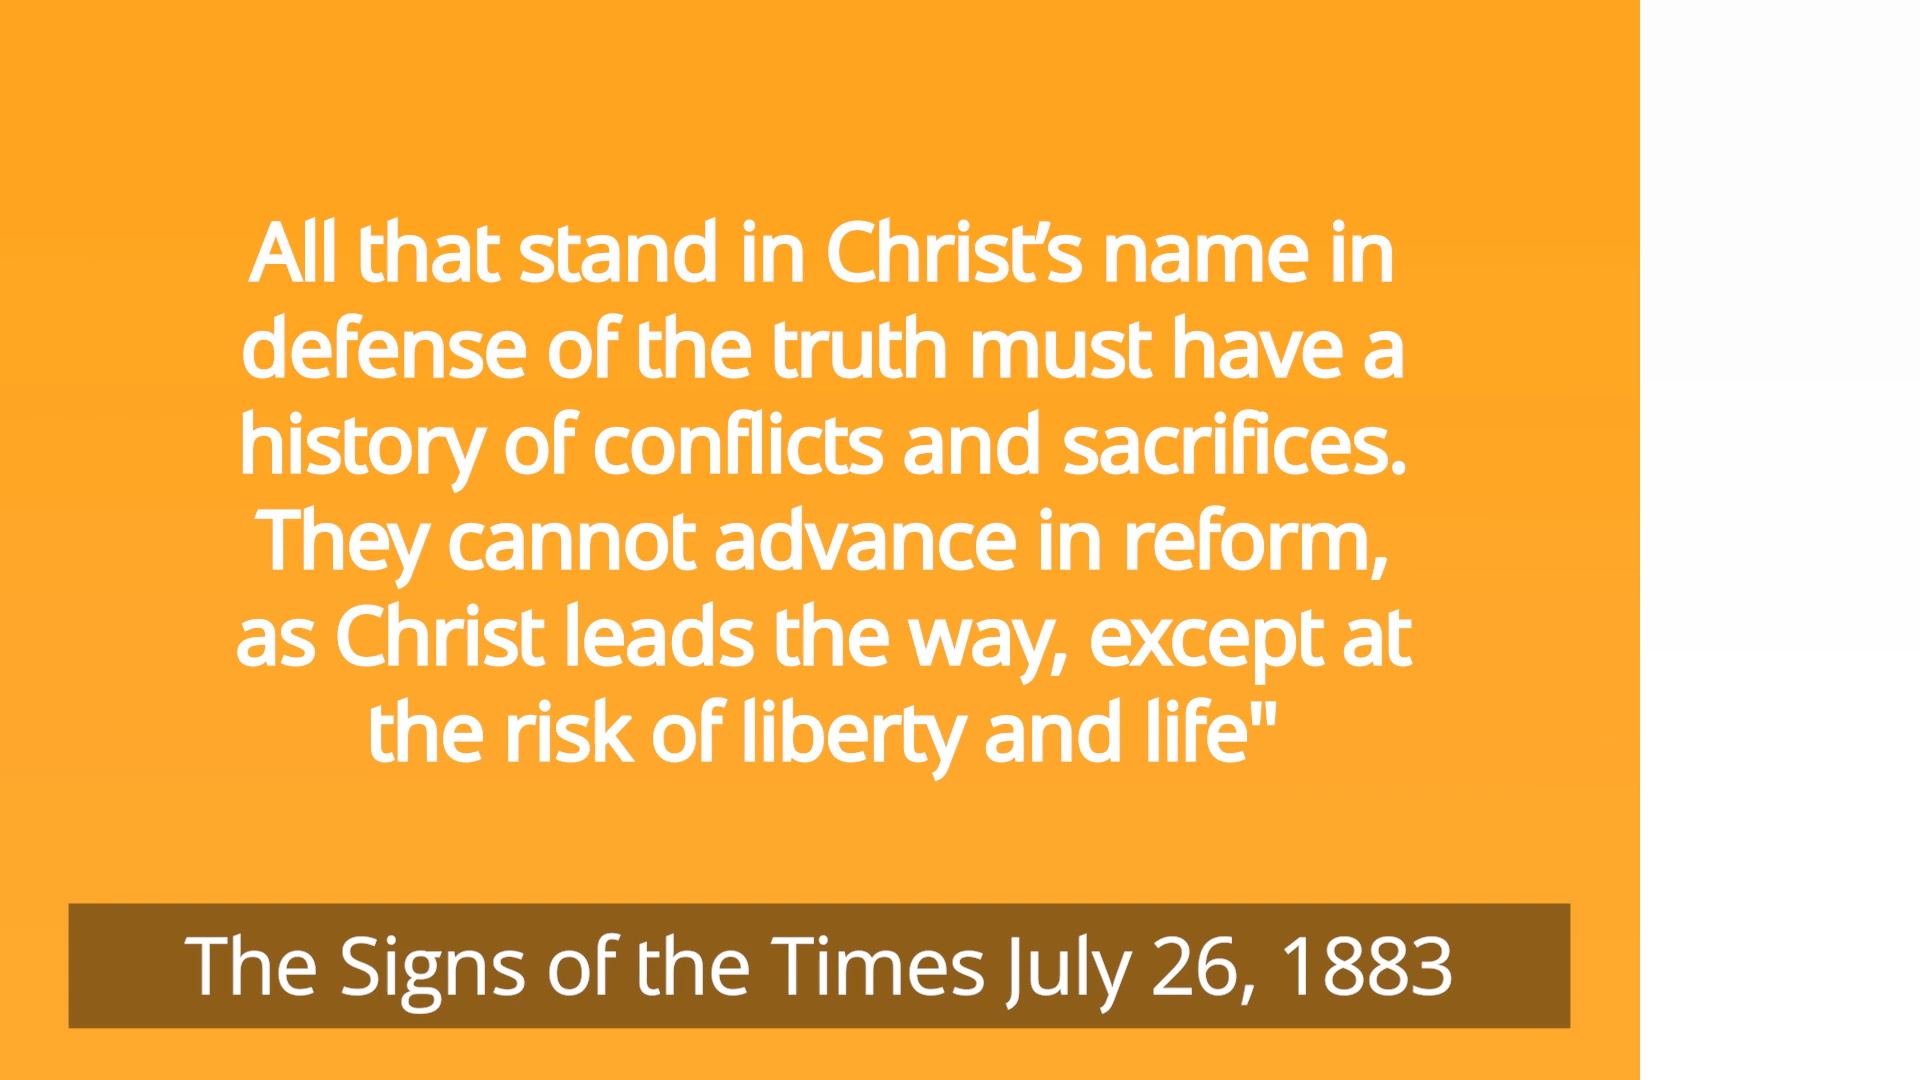 All that stand in Christ’s name in
defense of the truth must have a
history of conflicts and sacrifices.
They cannot advance in reform,
as Christ leads the way, except at
the risk of liberty and life"
The Signs of the Times July 26, 1883